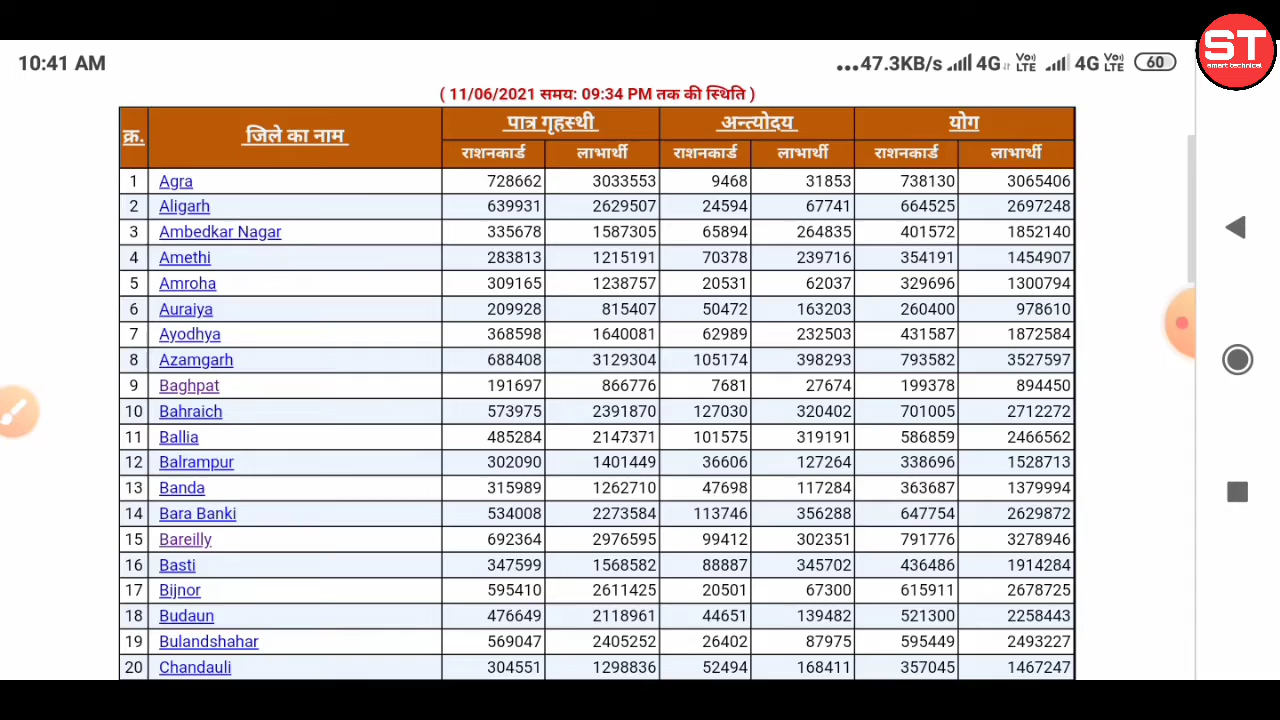 10:41 AM ...47.3KB/s 4G Vo) LTE 4G Vo) LTE 60
ST
smart technical
( 11/06/2021 समय: 09:34 PM तक की स्थिति )
क्र. जिले का नाम पात्र गृहस्थी अन्त्योदय योग
राशनकार्ड लाभार्थी राशनकार्ड लाभार्थी राशनकार्ड लाभार्थी
1 Agra 728662 3033553 9468 31853 738130 3065406
2 Aligarh 639931 2629507 24594 67741 664525 2697248
3 Ambedkar Nagar 335678 1587305 65894 264835 401572 1852140
4 Amethi 283813 1215191 70378 239716 354191 1454907
5 Amroha 309165 1238757 20531 62037 329696 1300794
6 Auraiya 209928 815407 50472 163203 260400 978610
7 Ayodhya 368598 1640081 62989 232503 431587 1872584
8 Azamgarh 688408 3129304 105174 398293 793582 3527597
9 Baghpat 191697 866776 7681 27674 199378 894450
10 Bahraich 573975 2391870 127030 320402 701005 2712272
11 Ballia 485284 2147371 101575 319191 586859 2466562
12 Balrampur 302090 1401449 36606 127264 338696 1528713
13 Banda 315989 1262710 47698 117284 363687 1379994
14 Bara Banki 534008 2273584 113746 356288 647754 2629872
15 Bareilly 692364 2976595 99412 302351 791776 3278946
16 Basti 347599 1568582 88887 345702 436486 1914284
17 Bijnor 595410 2611425 20501 67300 615911 2678725
18 Budaun 476649 2118961 44651 139482 521300 2258443
19 Bulandshahar 569047 2405252 26402 87975 595449 2493227
20 Chandauli 304551 1298836 52494 168411 357045 1467247